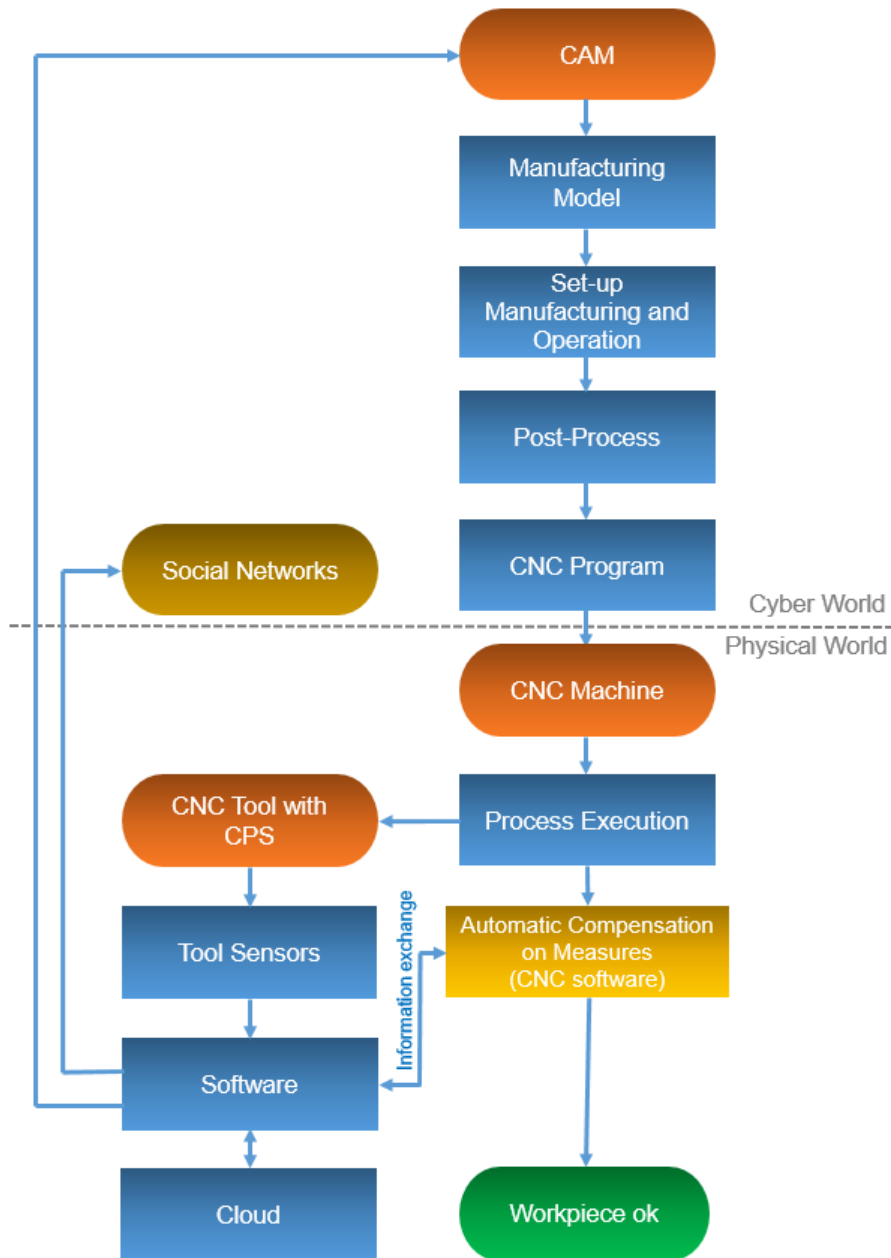 CAM
Manufacturing
Model
Set-up
Manufacturing and
Operation
Post-Process
Social Networks
CNC Program
Cyber World
Physical World
CNC Machine
CNC Tool with
CPS
Process Execution
Tool Sensors
Information exchange
Automatic Compensation
on Measures
(CNC software)
Software
Cloud
Workpiece ok